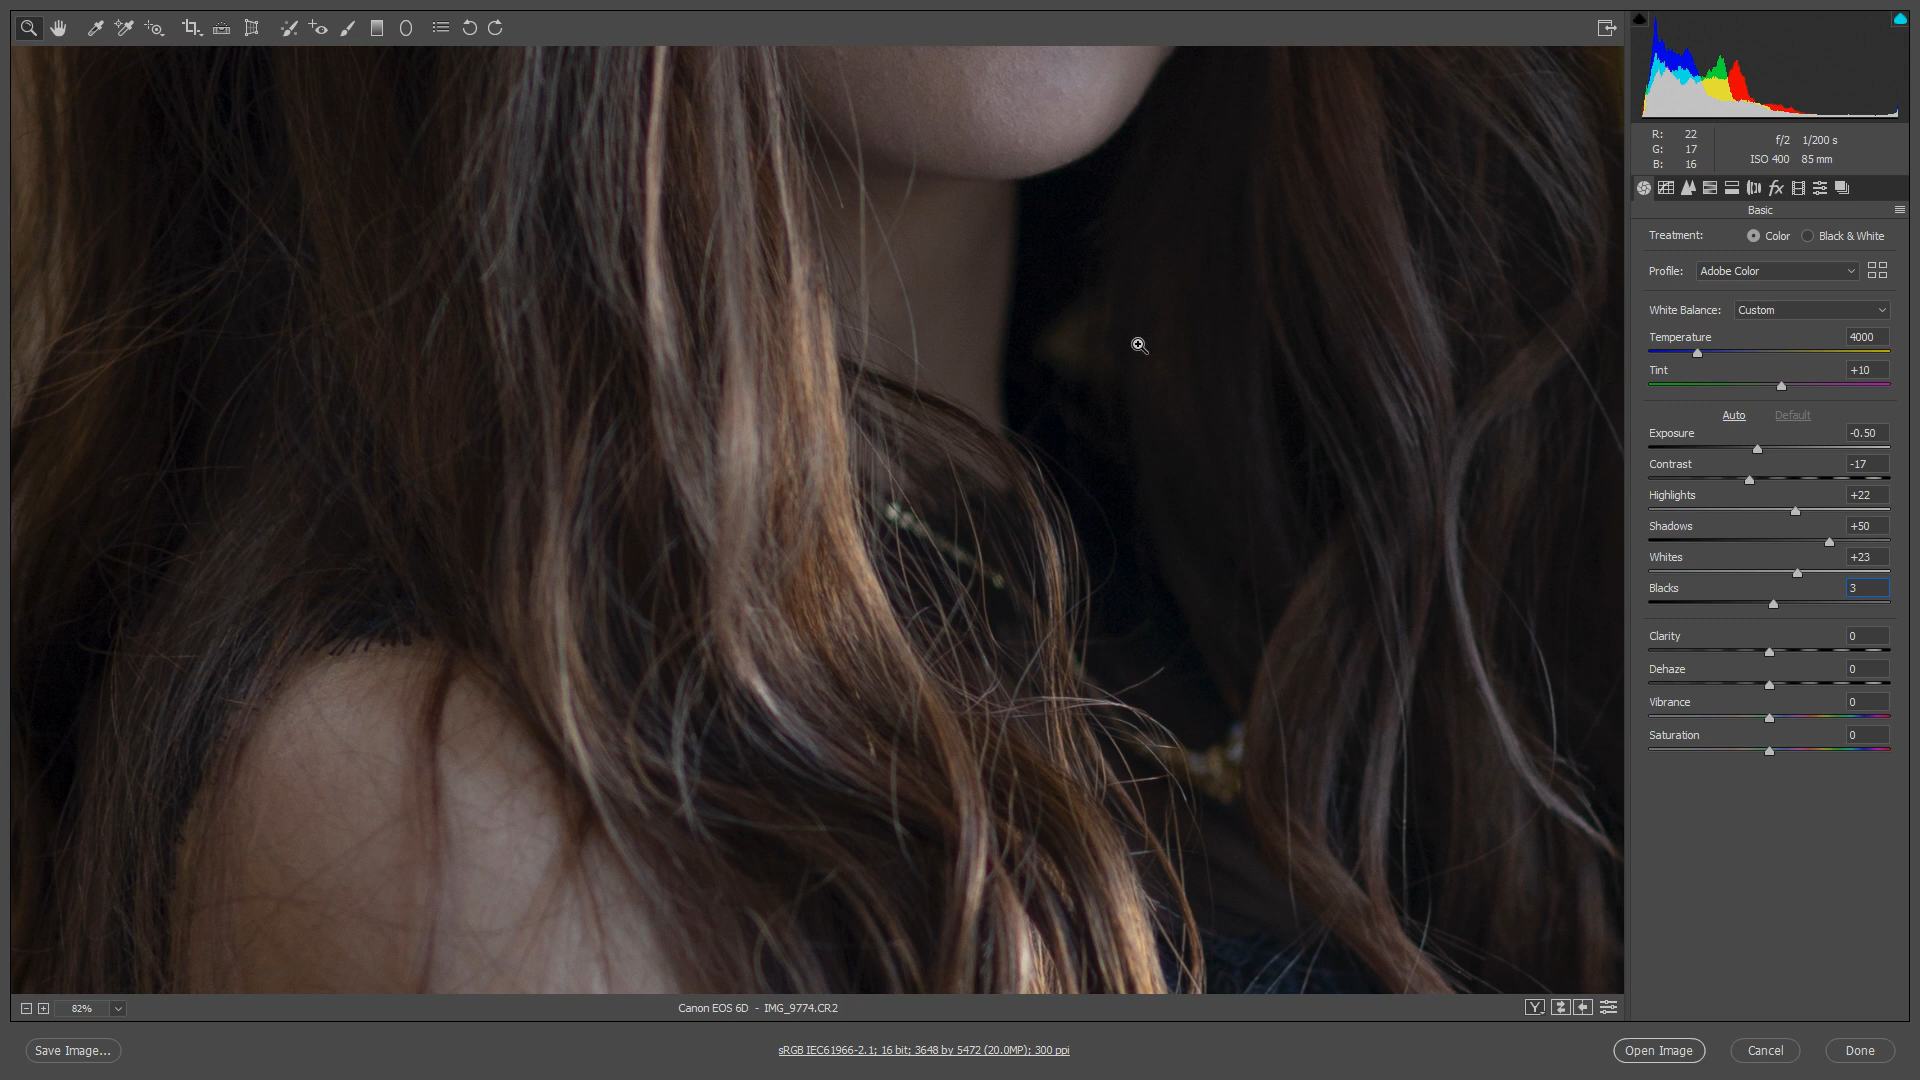 R: 22
G: 17
B: 16
f/2 1/200 s
ISO 400 85 mm
fx
Basic
Treatment: Color Black & White
Profile: Adobe Color
White Balance: Custom
Temperature 4000
Tint +10
Auto Default
Exposure -0.50
Contrast -17
Highlights +22
Shadows +50
Whites +23
Blacks 3
Clarity 0
Dehaze 0
Vibrance 0
Saturation 0
82%
Canon EOS 6D - IMG_9774.CR2
Y
Save Image...
sRGB IEC61966-2.1; 16 bit; 3648 by 5472 (20.0MP); 300 ppi
Open Image
Cancel
Done